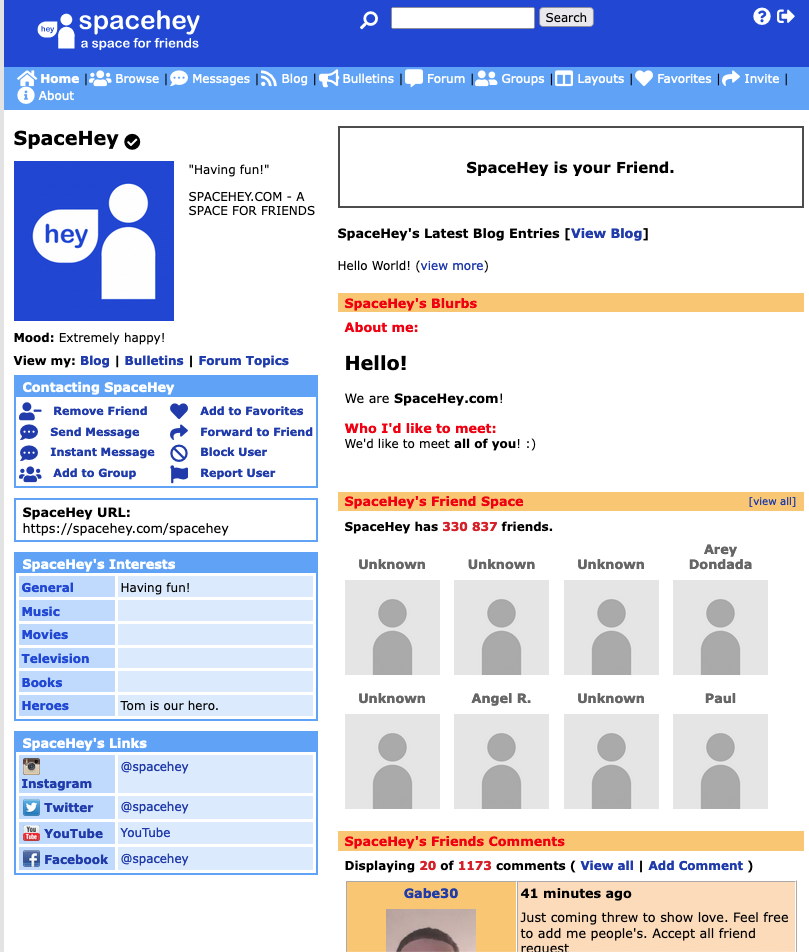 hey
spacehey
a space for friends
Search
Home | Browse | Messages | Blog | Bulletins | Forum | Groups | Layouts | Favorites | Invite |
About
SpaceHey
hey
"Having fun!"
SPACEHEY.COM - A
SPACE FOR FRIENDS
Mood: Extremely happy!
View my: Blog | Bulletins | Forum Topics
Contacting SpaceHey
Remove Friend Add to Favorites
Send Message Forward to Friend
Instant Message Block User
Add to Group Report User
SpaceHey URL:
https://spacehey.com/spacehey
SpaceHey's Interests
General Having fun!
Music
Movies
Television
Books
Heroes Tom is our hero.
SpaceHey's Links
Instagram @spacehey
Twitter @spacehey
You Tube YouTube YouTube
Facebook @spacehey
SpaceHey is your Friend.
SpaceHey's Latest Blog Entries [View Blog]
Hello World! (view more)
SpaceHey's Blurbs
About me:
Hello!
We are SpaceHey.com!
Who I'd like to meet:
We'd like to meet all of you! :)
SpaceHey's Friend Space [view all]
SpaceHey has 330 837 friends.
Unknown Unknown Unknown Arey
Dondada
Unknown Angel R. Unknown Paul
SpaceHey's Friends Comments
Displaying 20 of 1173 comments ( View all | Add Comment )
Gabe30 41 minutes ago
Just coming threw to show love. Feel free
to add me people's. Accept all friend
request